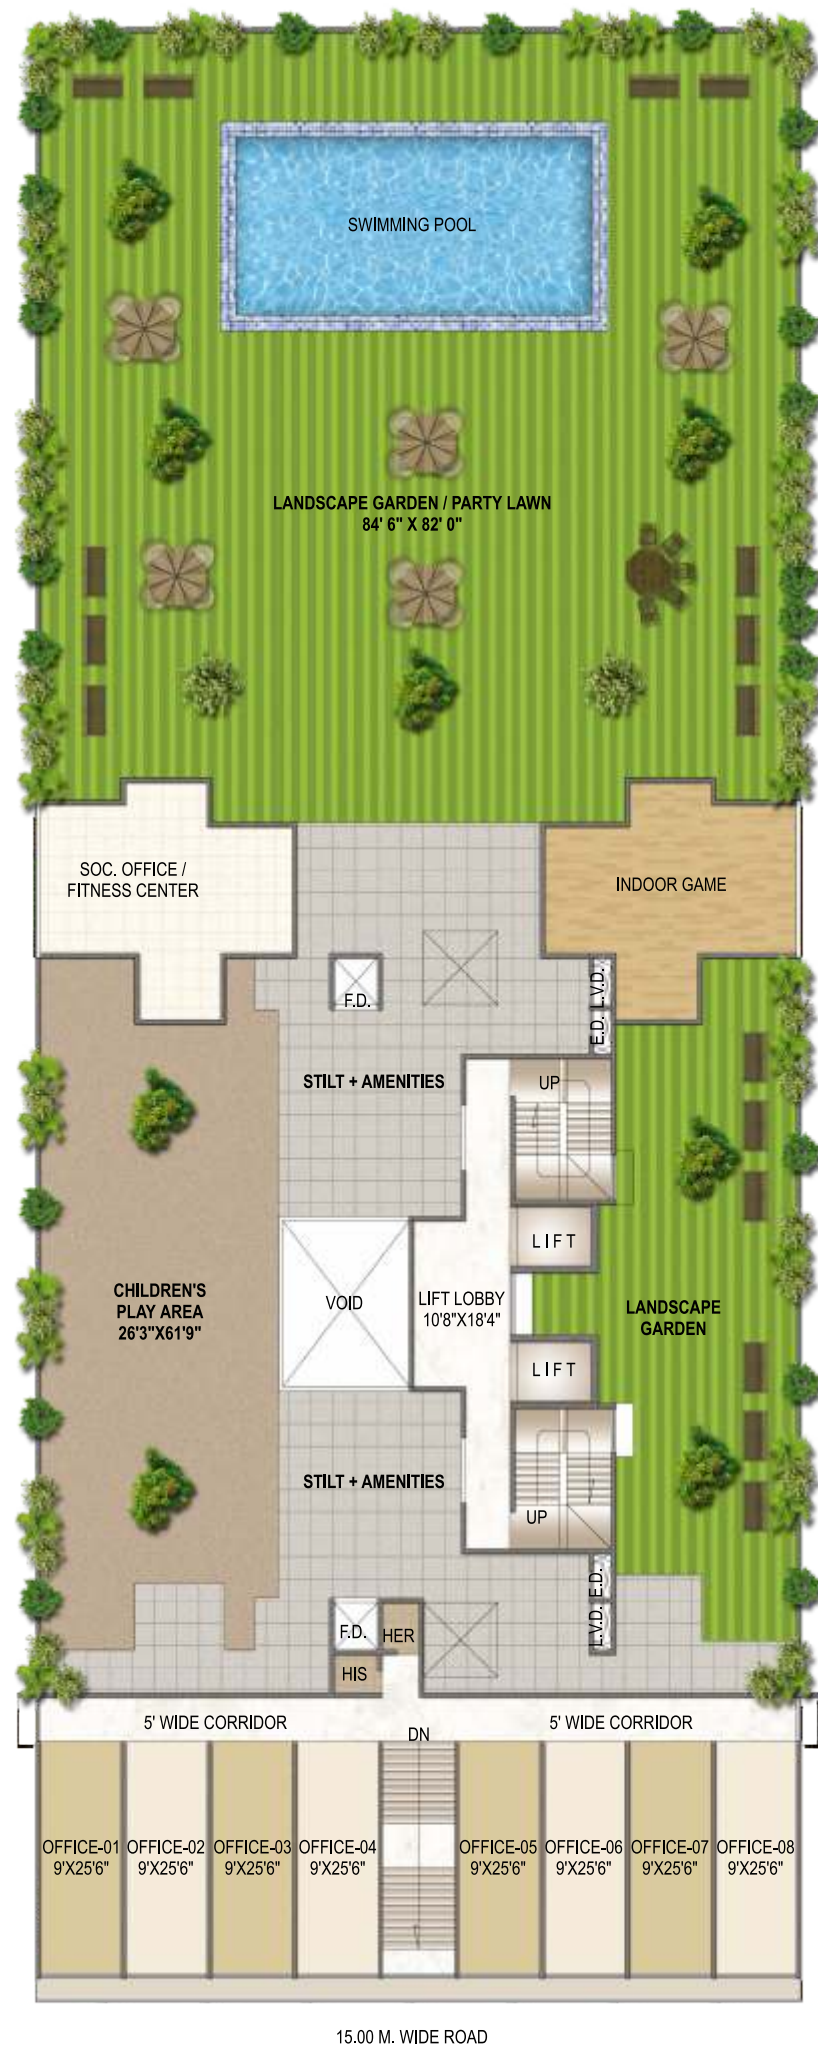 SWIMMING POOL
LANDSCAPE GARDEN / PARTY LAWN
84' 6" X 82' 0"
SOC. OFFICE /
FITNESS CENTER
INDOOR GAME
F.D.
E.D. L.V.D.
STILT + AMENITIES
UP
LIFT
CHILDREN'S
PLAY AREA
26'3"X61'9"
VOID
LIFT LOBBY
10'8"X18'4"
LANDSCAPE
GARDEN
LIFT
STILT + AMENITIES
UP
L.V.D. E.D.
F.D.
HER
HIS
5' WIDE CORRIDOR
DN
5' WIDE CORRIDOR
OFFICE-01
9'X25'6"
OFFICE-02
9'X25'6"
OFFICE-03
9'X25'6"
OFFICE-04
9'X25'6"
OFFICE-05
9'X25'6"
OFFICE-06
9'X25'6"
OFFICE-07
9'X25'6"
OFFICE-08
9'X25'6"
15.00 M. WIDE ROAD